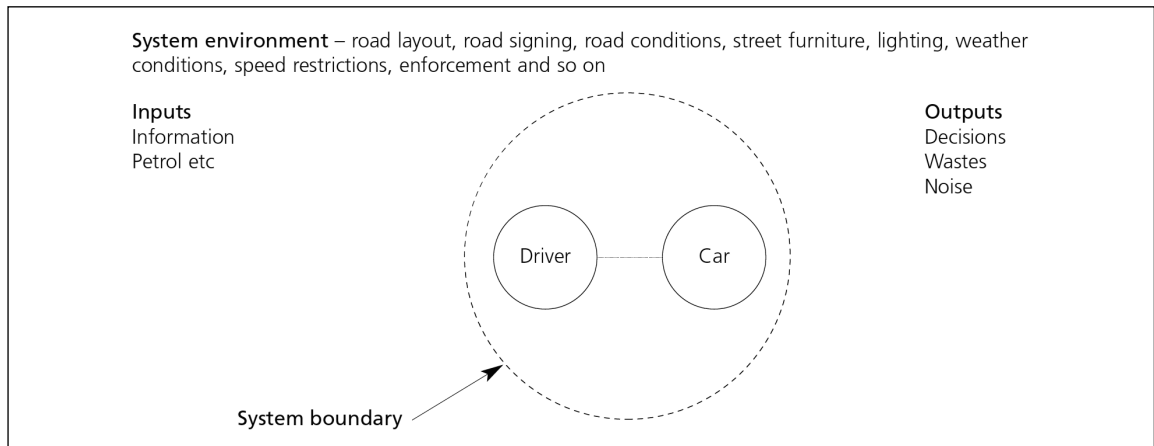 System environment – road layout, road signing, road conditions, street furniture, lighting, weather
conditions, speed restrictions, enforcement and so on
Inputs
Information
Petrol etc
Outputs
Decisions
Wastes
Noise
Driver
Car
System boundary